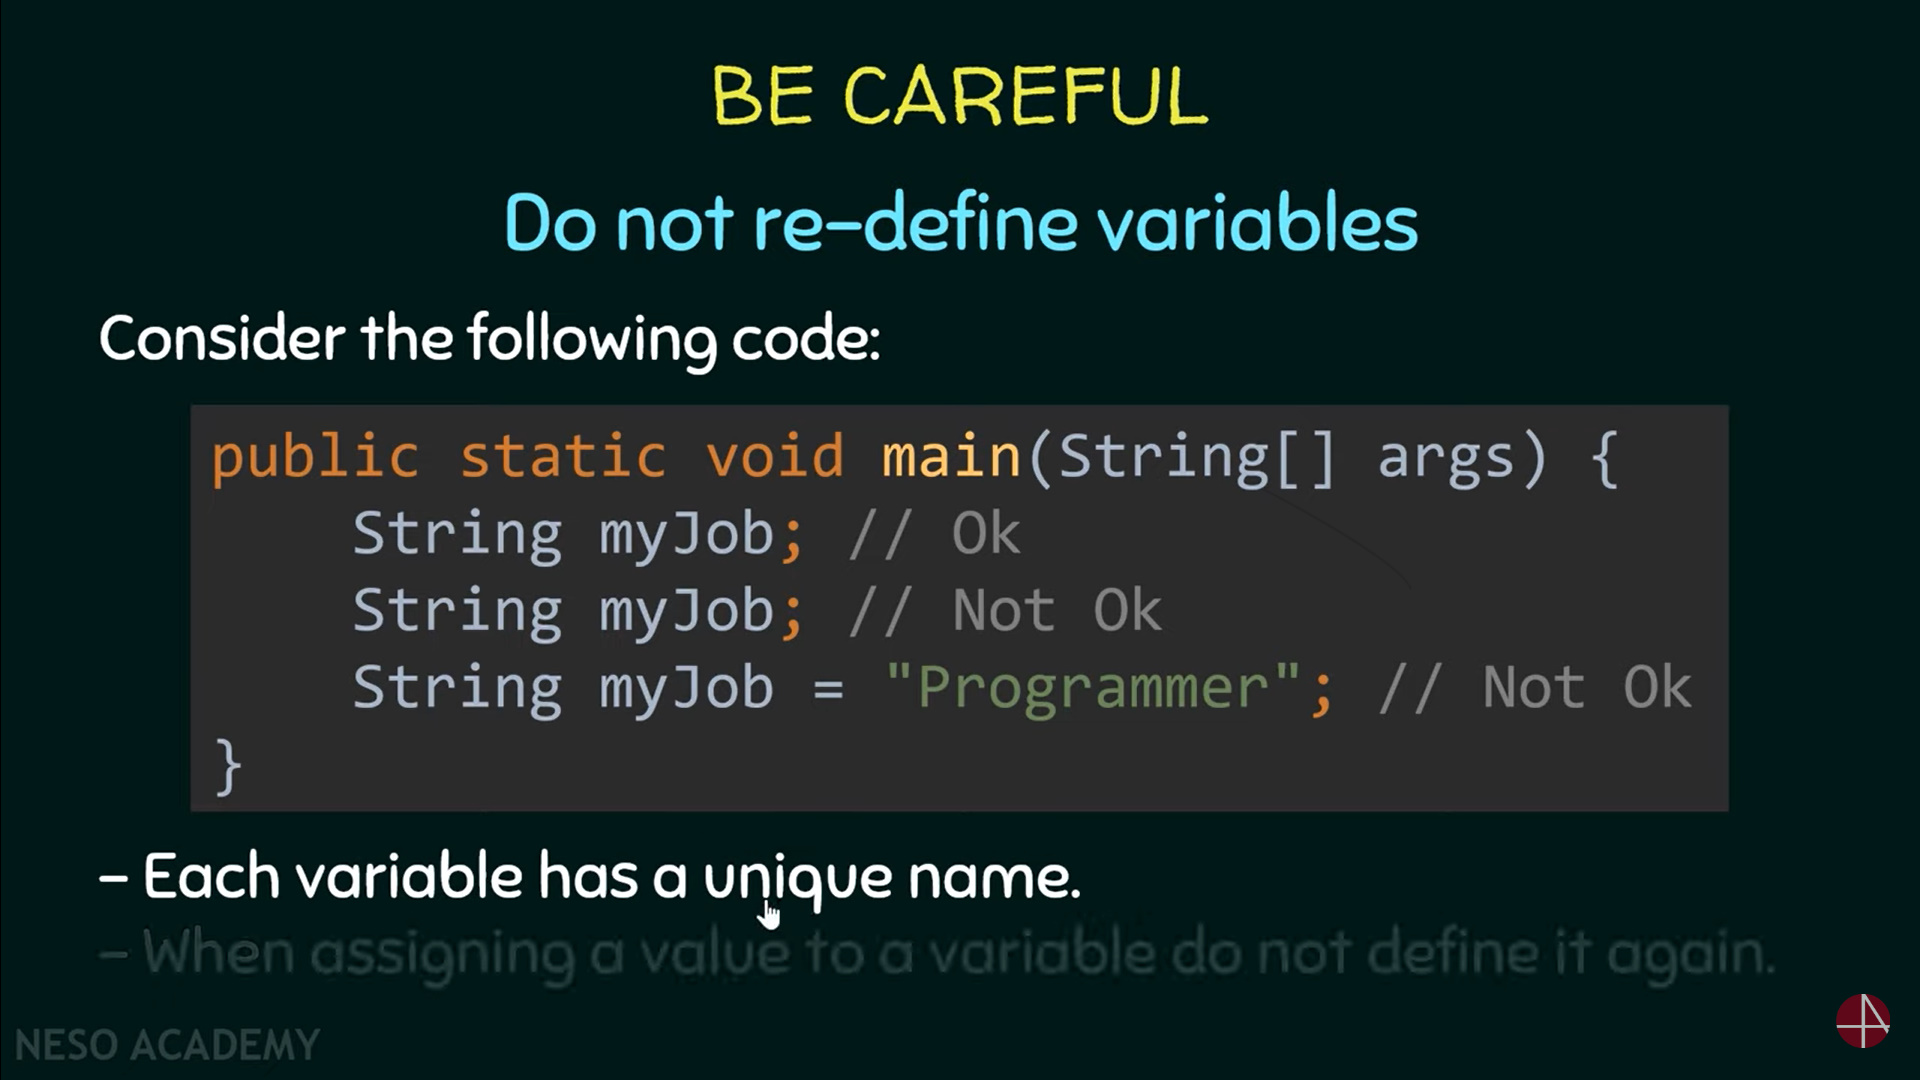 BE CAREFUL
Do not re-define variables
Consider the following code:
public static void main(String[] args) {
String myJob; // Ok
String myJob; // Not Ok
String myJob = "Programmer"; // Not Ok
}
- Each variable has a unique name.
- When assigning a value to a variable do not define it again.
NESO ACADEMY